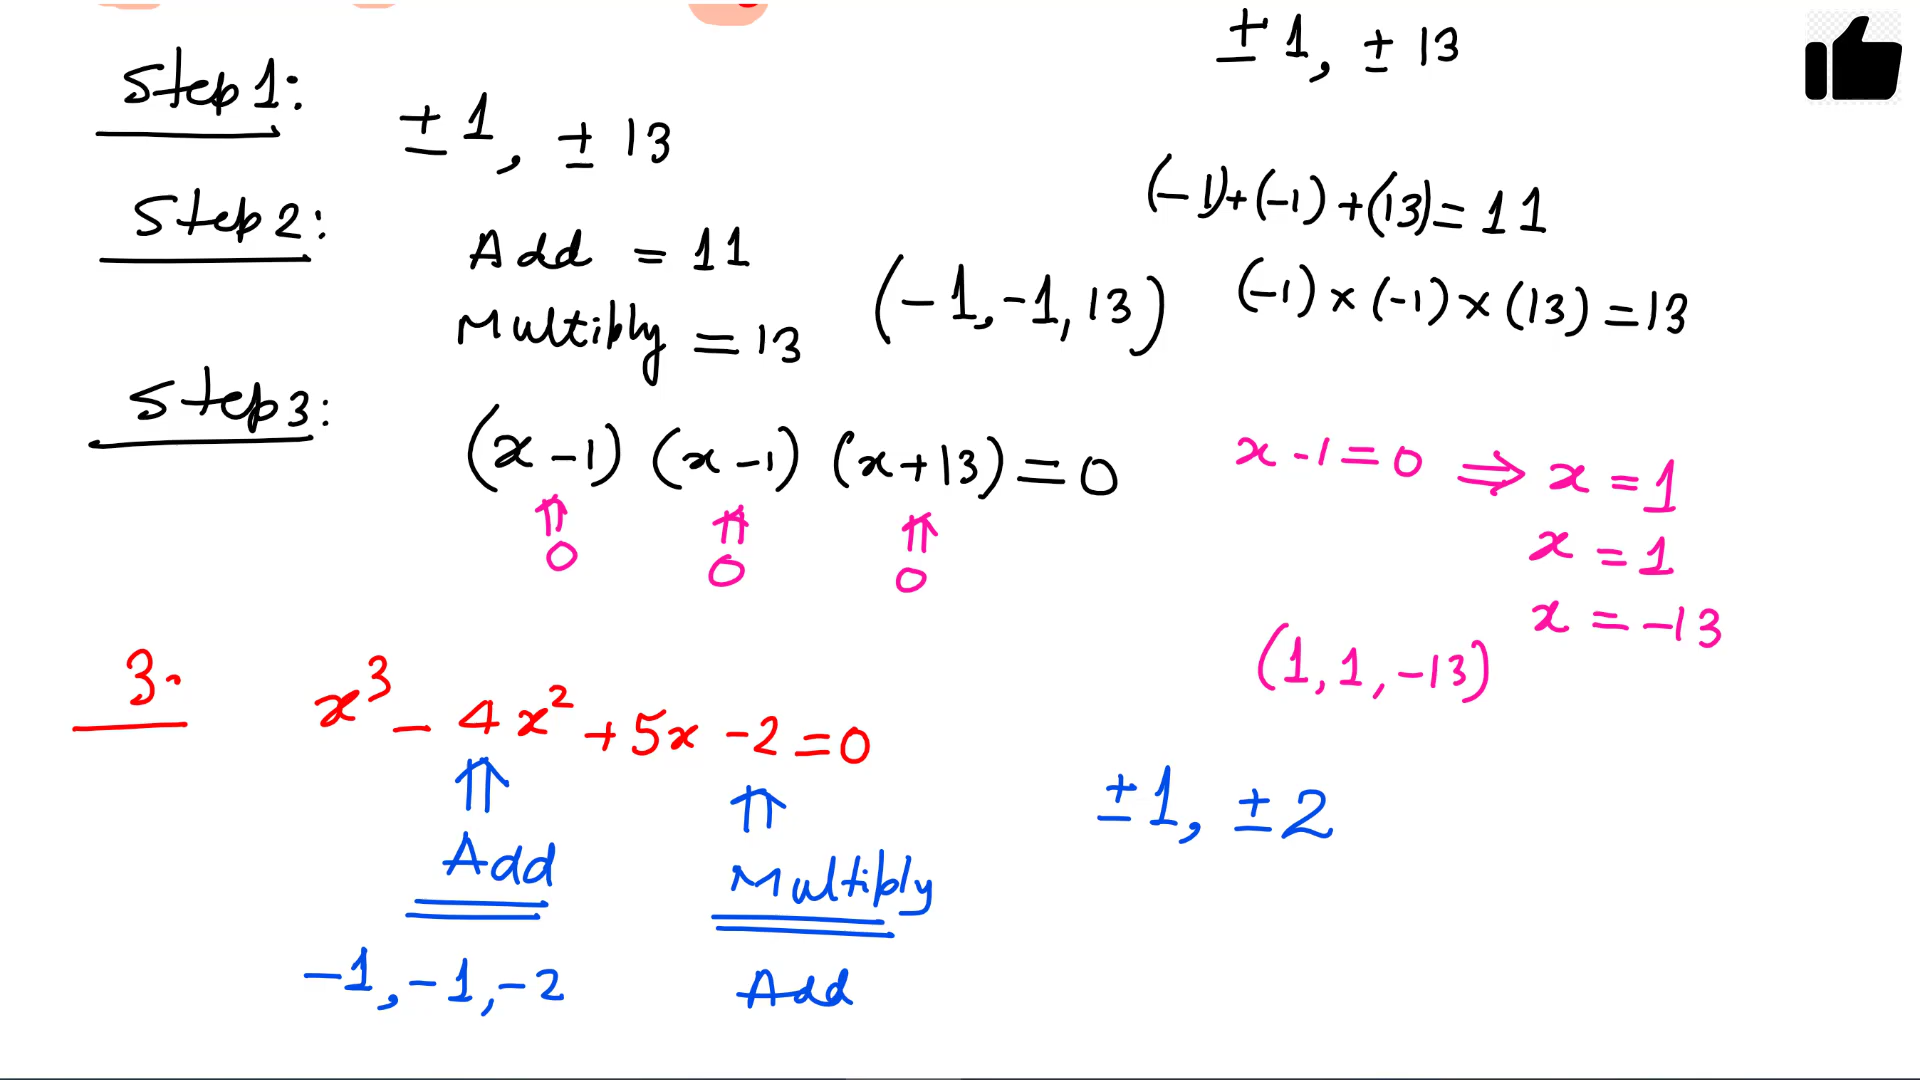 ± 1, ± 13
Step 1:
± 1, ± 13
Step 2:
Add = 11
Multibly = 13
(-1, -1, 13)
(-1)+(-1)+(13)=11
(-1)×(-1)×(13)=13
Step 3:
(x-1) (x-1) (x+13)=0
0 0 0
x-1=0 ⇒ x=1
x=1
x=-13
(1, 1, -13)
3. x³ - 4x² + 5x - 2 = 0
⇑ ⇑
Add Multibly
±1, ±2
-1, -1, -2 Add